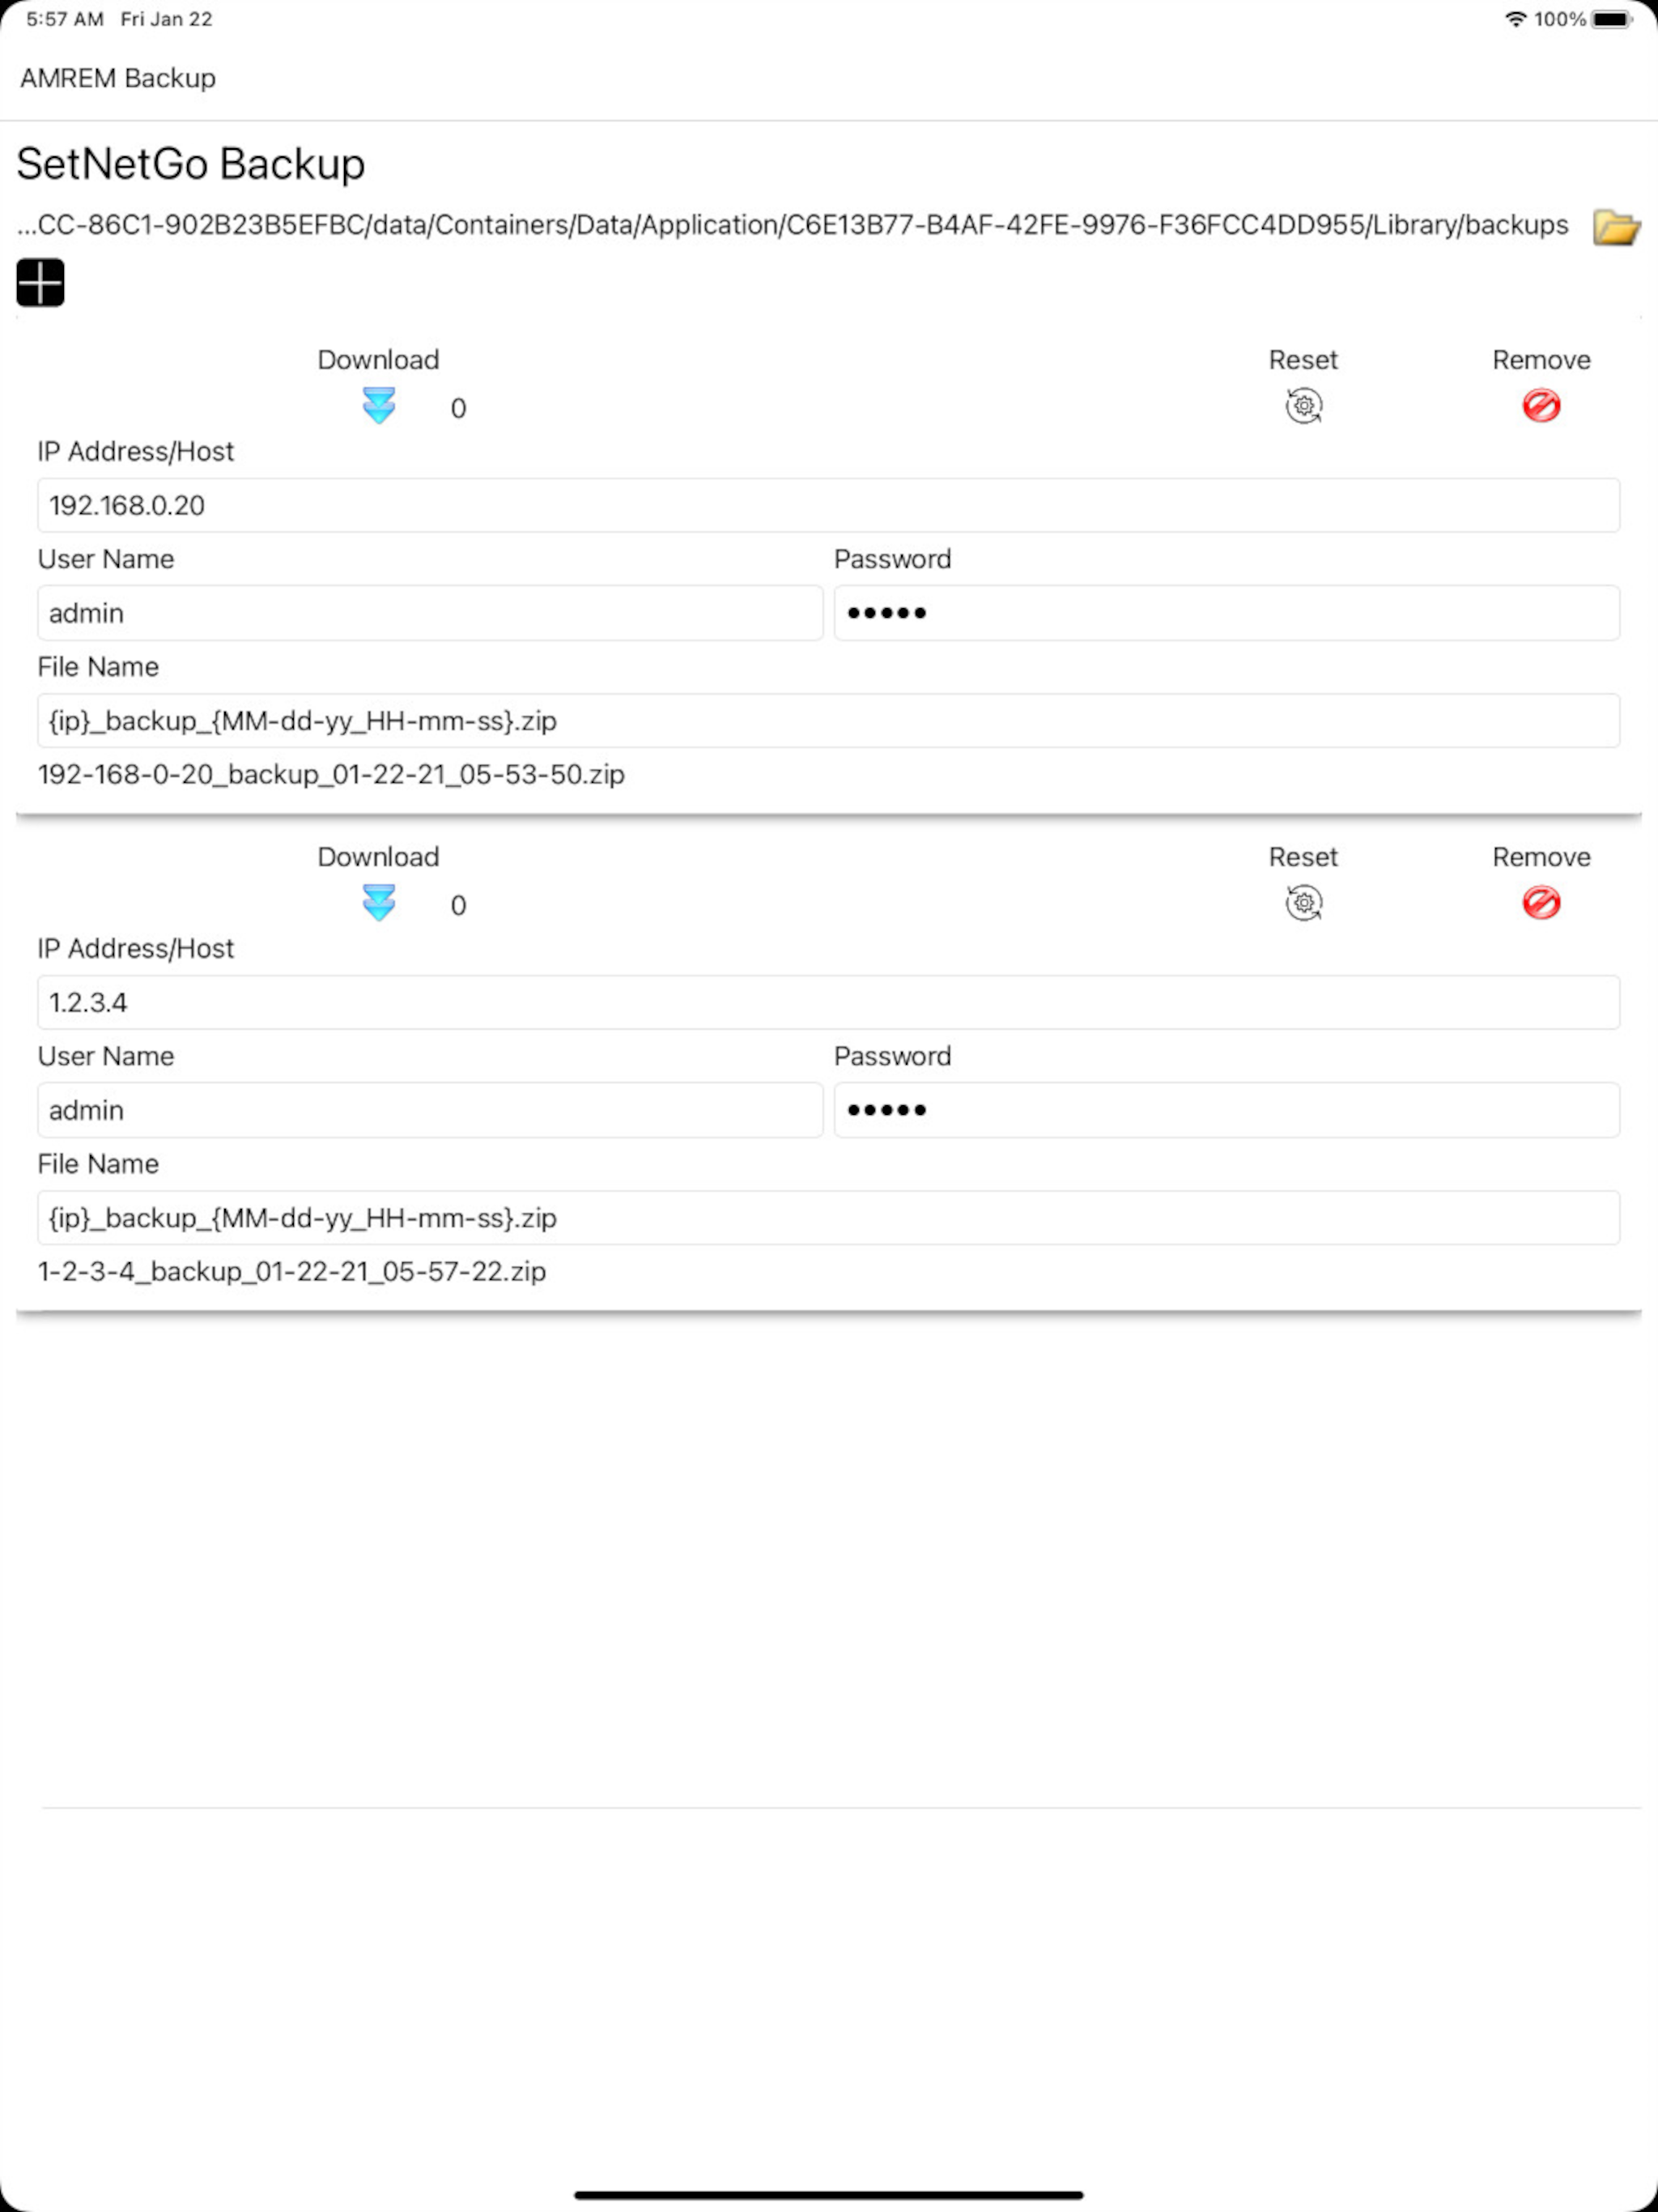 5:57 AM Fri Jan 22 100%
AMREM Backup
SetNetGo Backup
...CC-86C1-902B23B5EFBC/data/Containers/Data/Application/C6E13B77-B4AF-42FE-9976-F36FCC4DD955/Library/backups
Download Reset Remove
0
IP Address/Host
192.168.0.20
User Name Password
admin •••••
File Name
{ip}_backup_{MM-dd-yy_HH-mm-ss}.zip
192-168-0-20_backup_01-22-21_05-53-50.zip
Download Reset Remove
0
IP Address/Host
1.2.3.4
User Name Password
admin •••••
File Name
{ip}_backup_{MM-dd-yy_HH-mm-ss}.zip
1-2-3-4_backup_01-22-21_05-57-22.zip